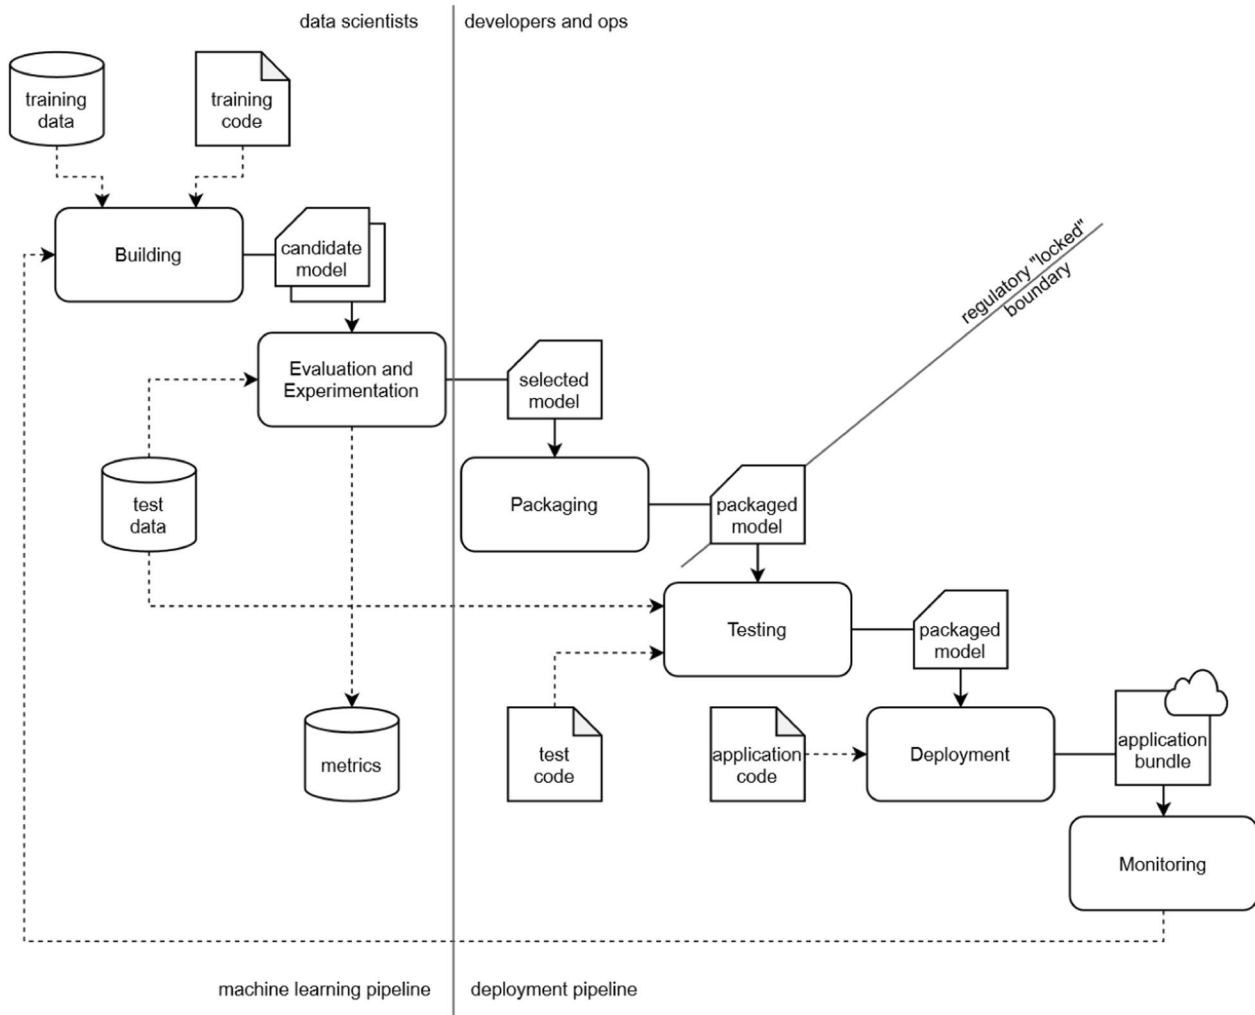 data scientists
developers and ops
training
data
training
code
Building
candidate
model
regulatory "locked"
boundary
Evaluation and
Experimentation
selected
model
test
data
Packaging
packaged
model
Testing
packaged
model
metrics
test
code
application
code
Deployment
application
bundle
Monitoring
machine learning pipeline
deployment pipeline